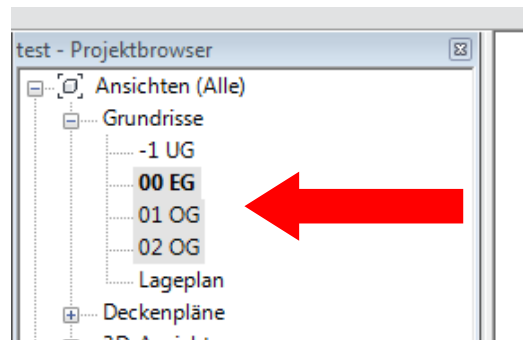 test - Projektbrowser
Ansichten (Alle)
Grundrisse
-1 UG
00 EG
01 OG
02 OG
Lageplan
Deckenpläne